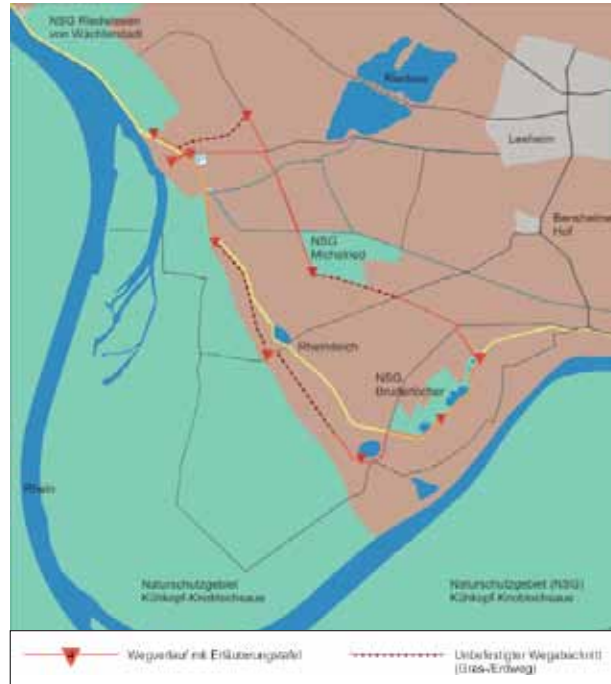 NSG Riedwiesen
von Wächterstadt
Riedsee
Leeheim
Bensheimer
Hof
NSG
Michelried
Rheindeich
NSG
Bruderlöcher
Rhein
Naturschutzgebiet
Kühkopf-Knoblochsaue
Naturschutzgebiet (NSG)
Kühkopf-Knoblochsaue
Wegverlauf mit Erläuterungstafel
Unbefestigter Wegabschnitt
(Gras-/Erdweg)